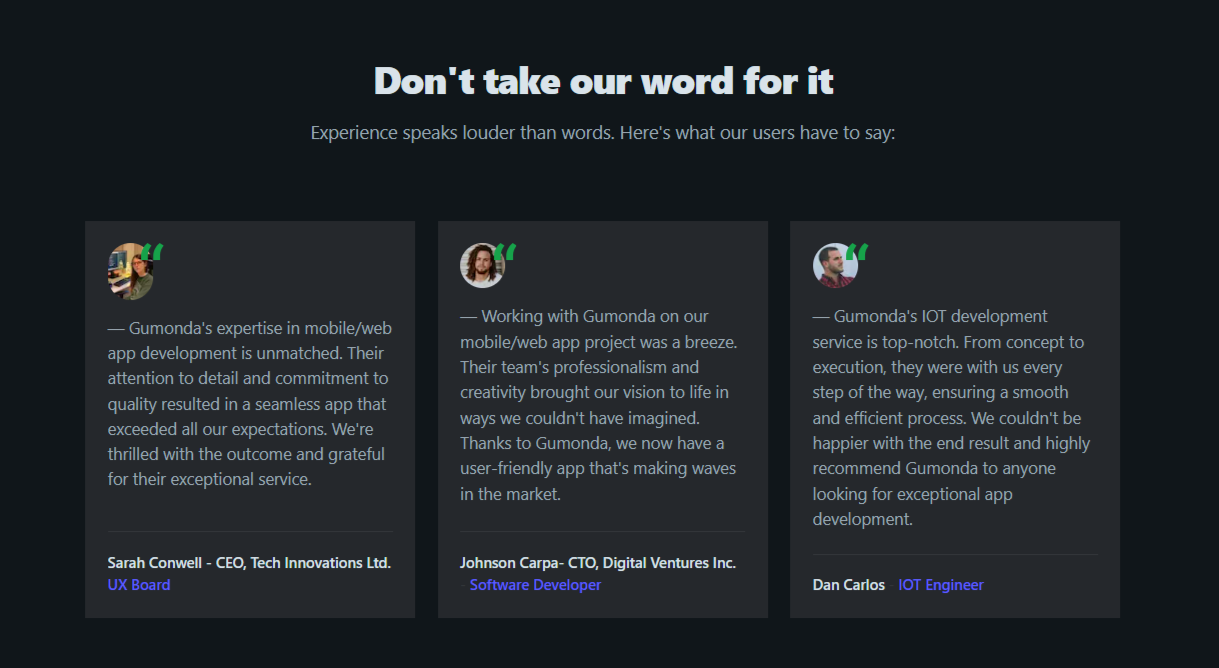 Don't take our word for it
Experience speaks louder than words. Here's what our users have to say:
“
— Gumonda's expertise in mobile/web
app development is unmatched. Their
attention to detail and commitment to
quality resulted in a seamless app that
exceeded all our expectations. We're
thrilled with the outcome and grateful
for their exceptional service.
Sarah Conwell - CEO, Tech Innovations Ltd.
UX Board
“
— Working with Gumonda on our
mobile/web app project was a breeze.
Their team's professionalism and
creativity brought our vision to life in
ways we couldn't have imagined.
Thanks to Gumonda, we now have a
user-friendly app that's making waves
in the market.
Johnson Carpa- CTO, Digital Ventures Inc.
- Software Developer
“
— Gumonda's IOT development
service is top-notch. From concept to
execution, they were with us every
step of the way, ensuring a smooth
and efficient process. We couldn't be
happier with the end result and highly
recommend Gumonda to anyone
looking for exceptional app
development.
Dan Carlos - IOT Engineer